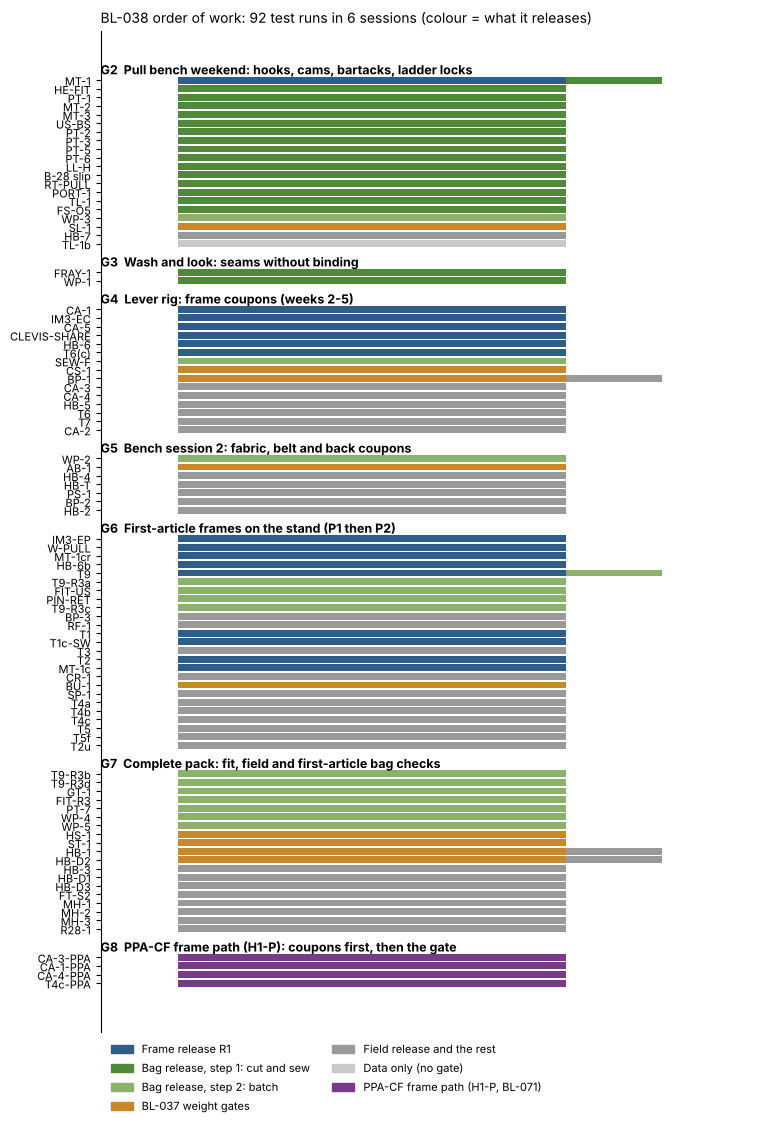 BL-038 order of work: 92 test runs in 6 sessions (colour = what it releases)
G2 Pull bench weekend: hooks, cams, bartacks, ladder locks
MT-1
HE-FIT
PT-1
MT-2
MT-3
US-BS
PT-2
PT-3
PT-5
PT-6
LL-H
B-28 slip
RT-PULL
PORT-1
TL-1
FS-O5
WP-3
SL-1
HB-7
TL-1b
G3 Wash and look: seams without binding
FRAY-1
WP-1
G4 Lever rig: frame coupons (weeks 2-5)
CA-1
IM3-EC
CA-5
CLEVIS-SHARE
HB-6
T6(c)
SEW-F
CS-1
BP-1
CA-3
CA-4
HB-5
T6
T7
CA-2
G5 Bench session 2: fabric, belt and back coupons
WP-2
AB-1
HB-4
HB-T
PS-1
BP-2
HB-2
G6 First-article frames on the stand (P1 then P2)
IM3-EP
W-PULL
MT-1cr
HB-6b
T9
T9-R3a
FIT-US
PIN-RET
T9-R3c
BP-3
RF-1
T1
T1c-SW
T3
T2
MT-1c
CR-1
BU-1
SP-1
T4a
T4b
T4c
T5
T5f
T2u
G7 Complete pack: fit, field and first-article bag checks
T9-R3b
T9-R3d
GT-1
FIT-R3
PT-7
WP-4
WP-5
HS-1
ST-1
HB-1
HB-D2
HB-3
HB-D1
HB-D3
FT-S2
MH-1
MH-2
MH-3
R28-1
G8 PPA-CF frame path (H1-P): coupons first, then the gate
CA-3-PPA
CA-1-PPA
CA-4-PPA
T4c-PPA
Frame release R1
Bag release, step 1: cut and sew
Bag release, step 2: batch
BL-037 weight gates
Field release and the rest
Data only (no gate)
PPA-CF frame path (H1-P, BL-071)